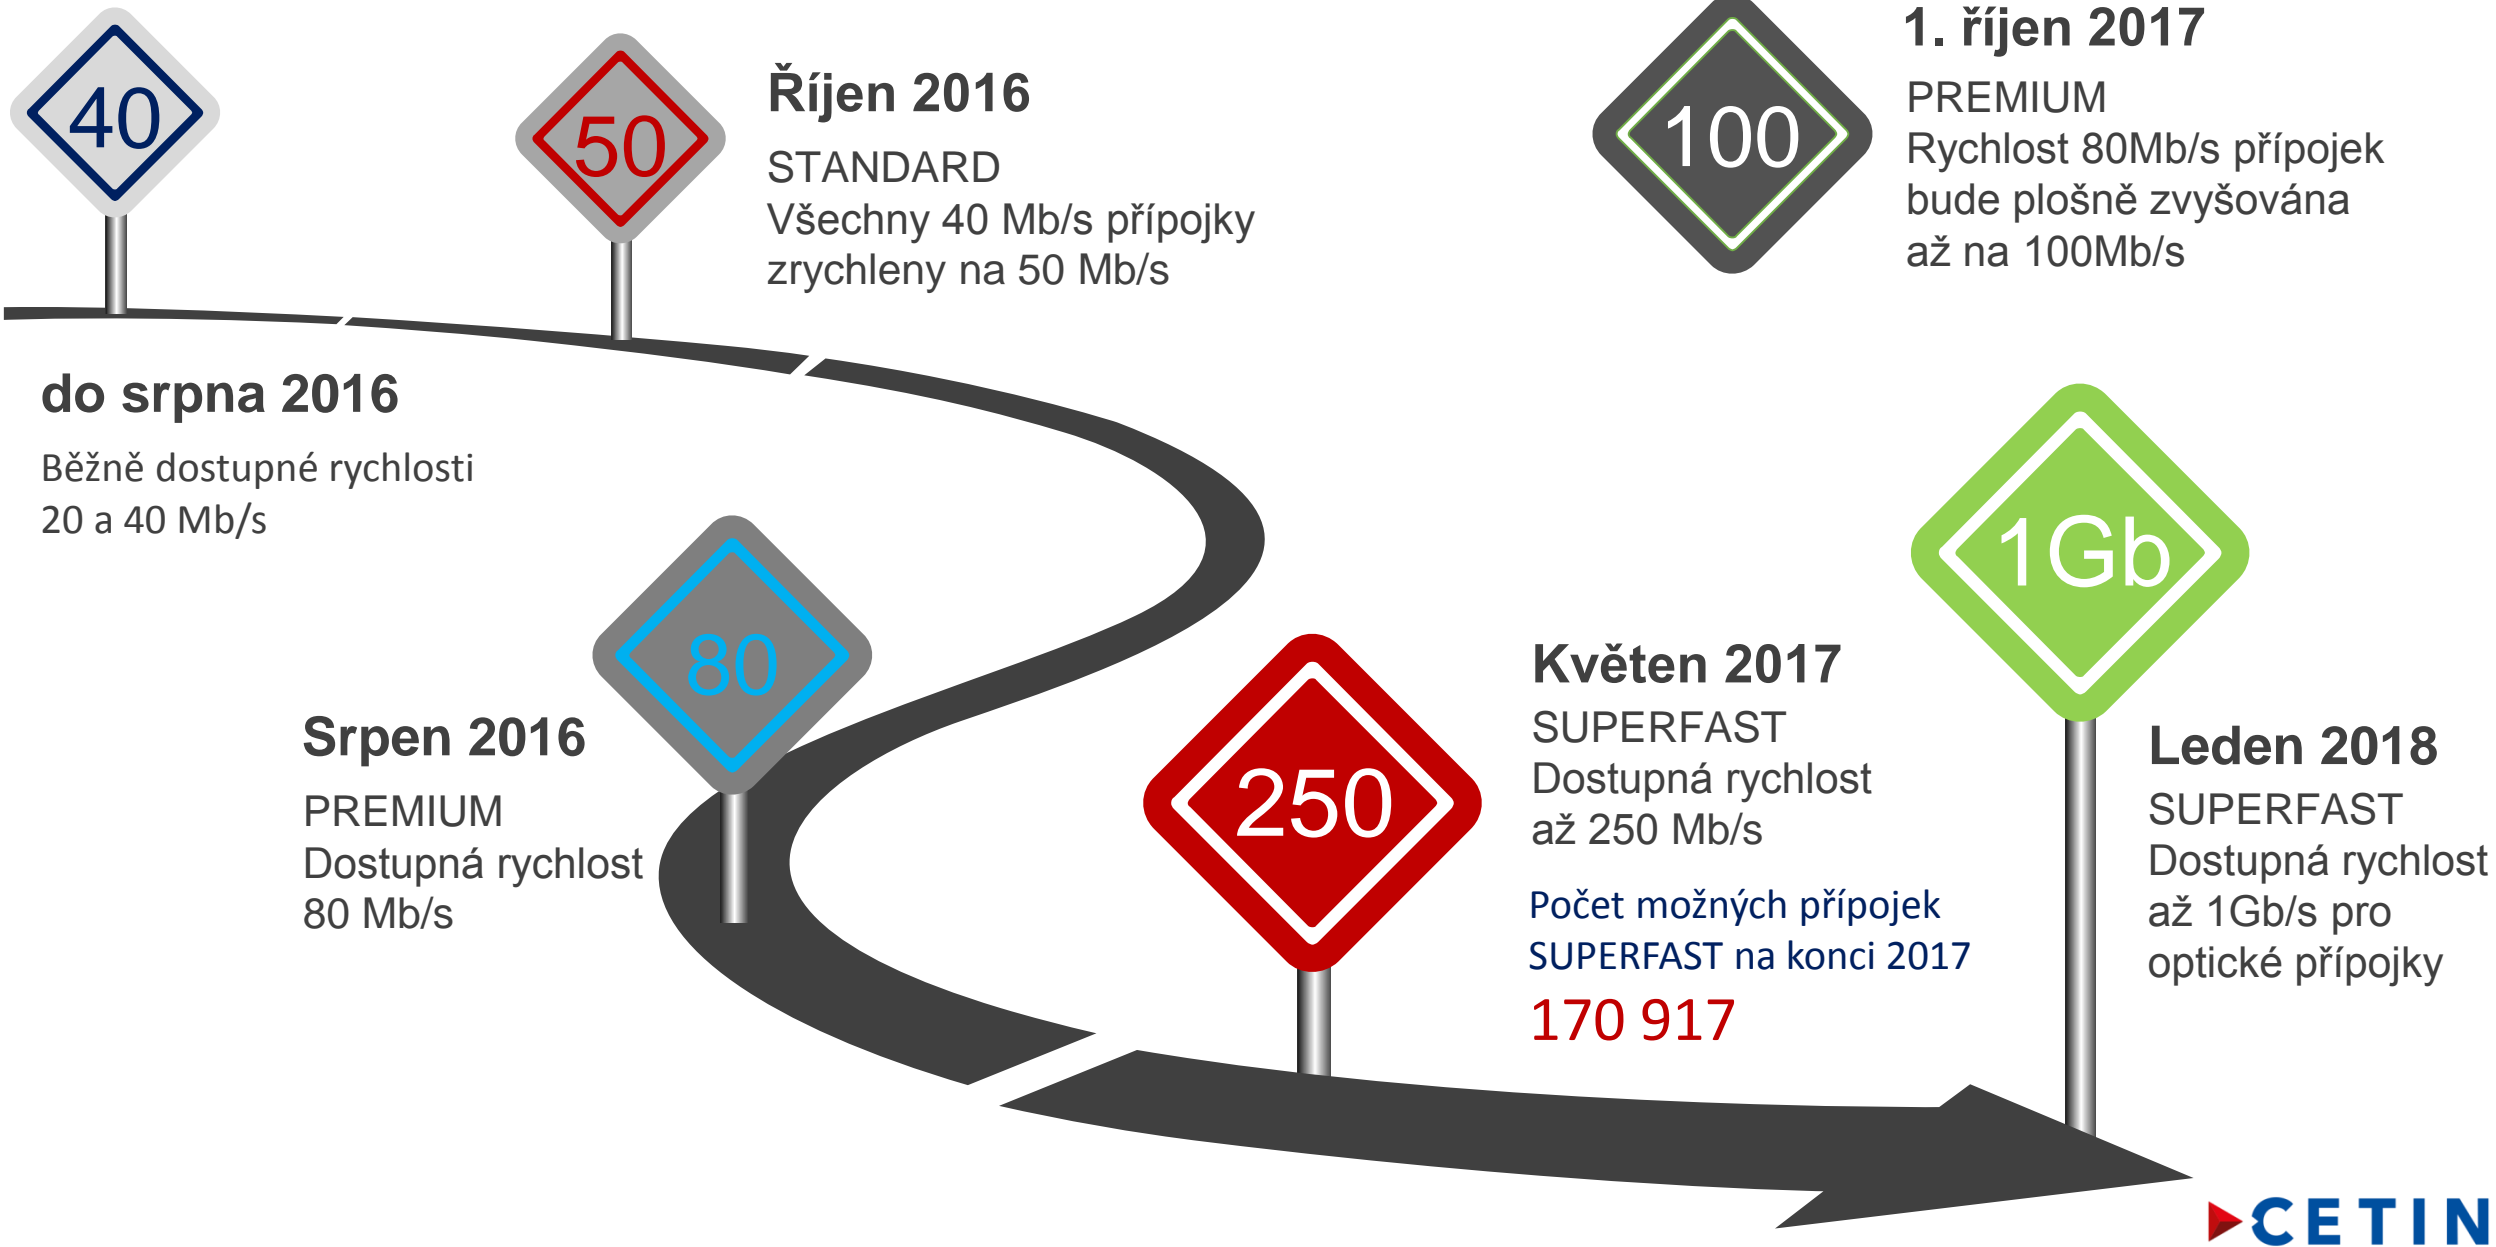 40
do srpna 2016
Běžně dostupné rychlosti
20 a 40 Mb/s
50
Říjen 2016
STANDARD
Všechny 40 Mb/s přípojky
zrychleny na 50 Mb/s
100
1. říjen 2017
PREMIUM
Rychlost 80Mb/s přípojek
bude plošně zvyšována
až na 100Mb/s
80
Srpen 2016
PREMIUM
Dostupná rychlost
80 Mb/s
250
Květen 2017
SUPERFAST
Dostupná rychlost
až 250 Mb/s
Počet možných přípojek
SUPERFAST na konci 2017
170 917
1Gb
Leden 2018
SUPERFAST
Dostupná rychlost
až 1Gb/s pro
optické přípojky
CETIN